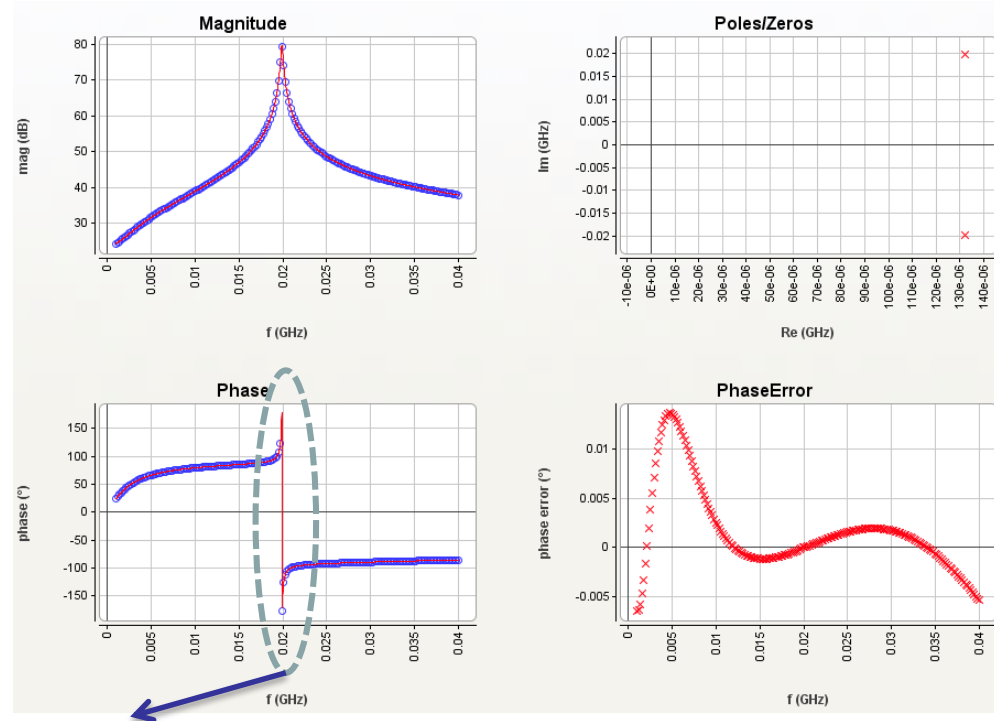 Magnitude
80
70
60
50
40
30
mag (dB)
0
0.005
0.01
0.015
0.02
0.025
0.03
0.035
0.04
f (GHz)
Poles/Zeros
0.02
0.015
0.01
0.005
0
-0.005
-0.01
-0.015
-0.02
Im (GHz)
-10e-06
0E+00
10e-06
20e-06
30e-06
40e-06
50e-06
60e-06
70e-06
80e-06
90e-06
100e-06
110e-06
120e-06
130e-06
140e-06
Re (GHz)
Phase
150
100
50
0
-50
-100
-150
phase (°)
0
0.005
0.01
0.015
0.02
0.025
0.03
0.035
0.04
f (GHz)
PhaseError
0.01
0.005
0
-0.005
phase error (°)
0
0.005
0.01
0.015
0.02
0.025
0.03
0.035
0.04
f (GHz)